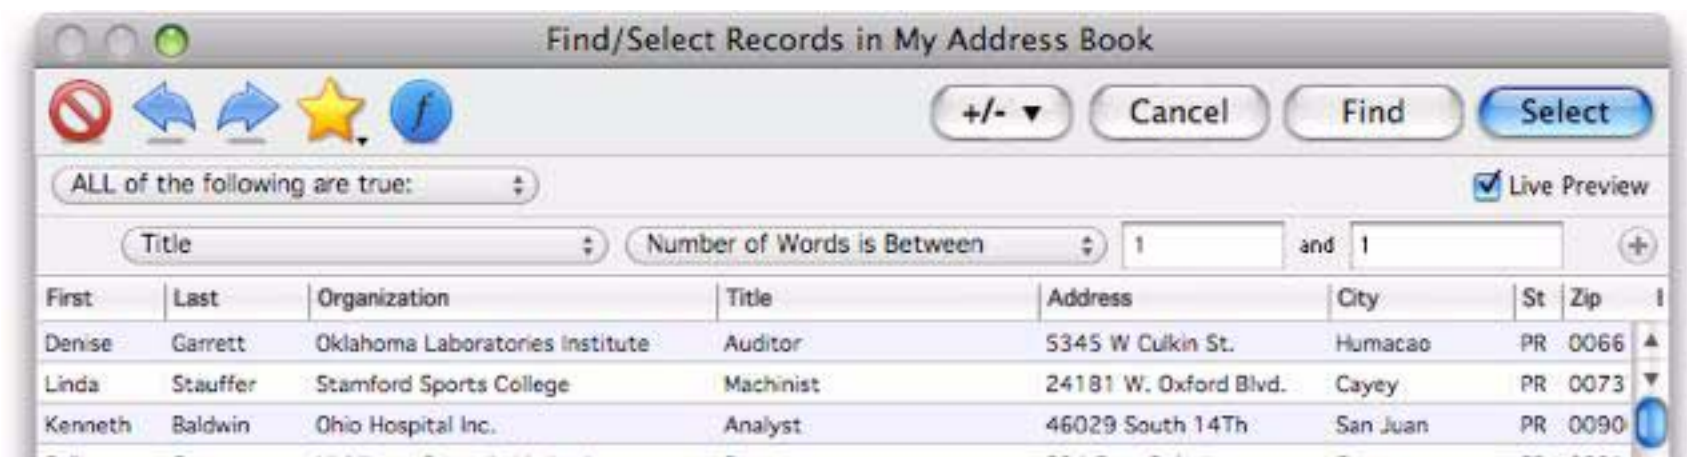 Find/Select Records in My Address Book
f +/- ▼ Cancel Find Select
ALL of the following are true: Live Preview
Title Number of Words is Between 1 and 1 +
First Last Organization Title Address City St Zip
Denise Garrett Oklahoma Laboratories Institute Auditor 5345 W Culkin St. Humacao PR 0066
Linda Stauffer Stamford Sports College Machinist 24181 W. Oxford Blvd. Cayey PR 0073
Kenneth Baldwin Ohio Hospital Inc. Analyst 46029 South 14Th San Juan PR 0090